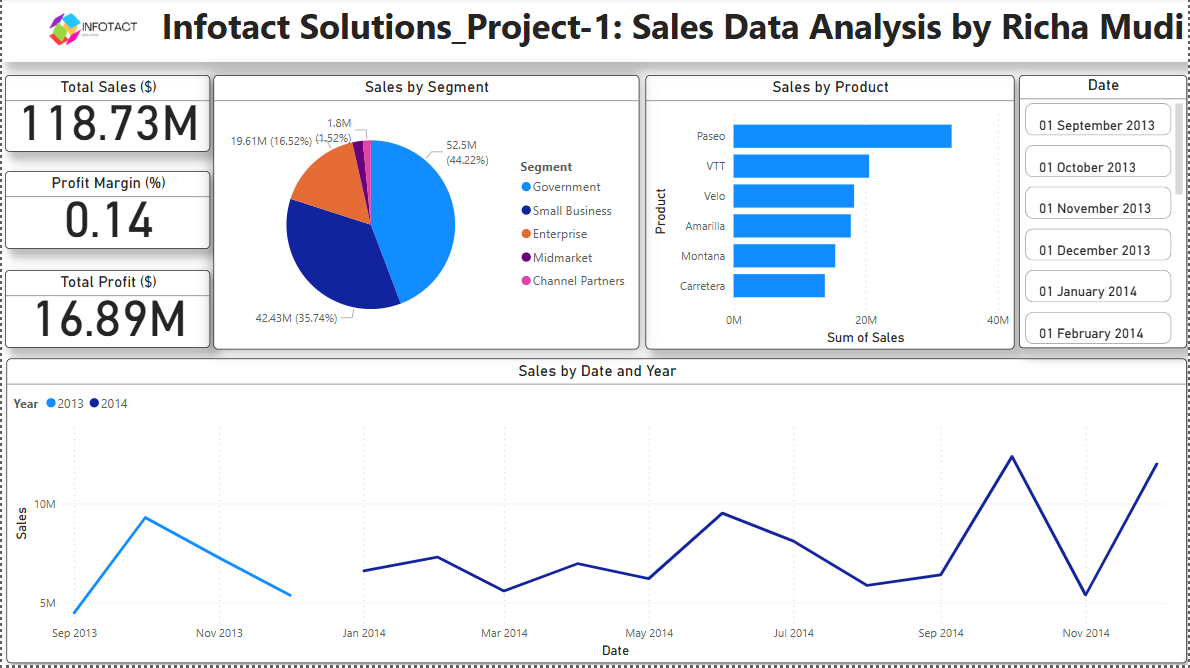 INFOTACT
Infotact Solutions_Project-1: Sales Data Analysis by Richa Mudi
Total Sales ($)
118.73M
Profit Margin (%)
0.14
Total Profit ($)
16.89M
Sales by Segment
1.8M
(1.52%)
19.61M (16.52%)
52.5M
(44.22%)
42.43M (35.74%)
Segment
Government
Small Business
Enterprise
Midmarket
Channel Partners
Sales by Product
Product
Paseo
VTT
Velo
Amarilla
Montana
Carretera
0M 20M 40M
Sum of Sales
Date
01 September 2013
01 October 2013
01 November 2013
01 December 2013
01 January 2014
01 February 2014
Sales by Date and Year
Year 2013 2014
Sales
10M
5M
Sep 2013 Nov 2013 Jan 2014 Mar 2014 May 2014 Jul 2014 Sep 2014 Nov 2014
Date